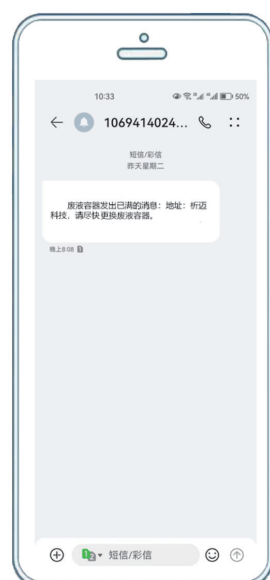 10:33
50%
1069414024...
短信/彩信
昨天星期二
废液容器发出已满的消息：地址：析迈
科技，请尽快更换废液容器。
晚上8:08
短信/彩信